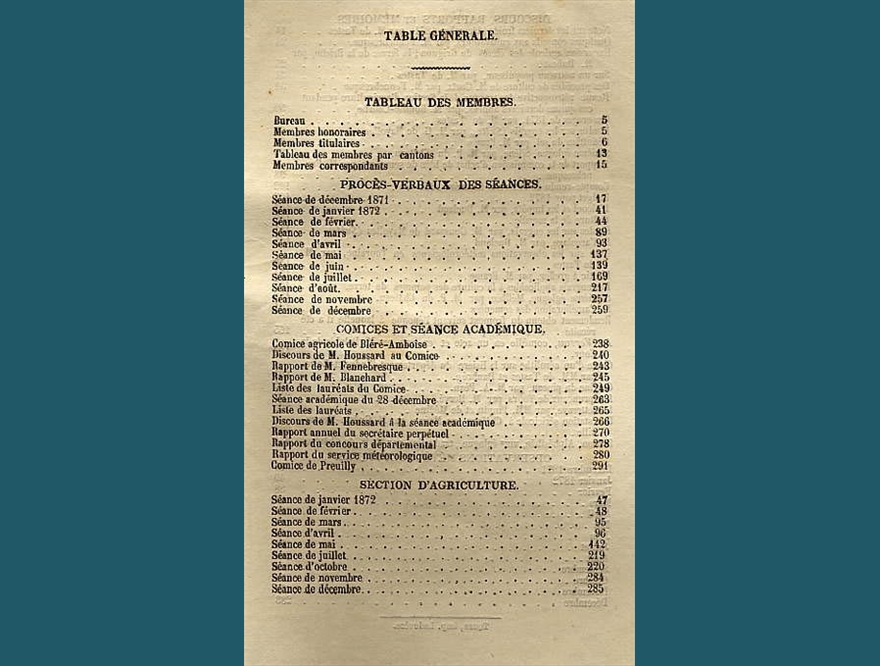 TABLE GÉNÉRALE.
TABLEAU DES MEMBRES.
Bureau . . . . . 5
Membres honoraires . . . . . 5
Membres titulaires . . . . . 6
Tableau des membres par cantons . . . . . 13
Membres correspondants . . . . . 15
PROCÈS-VERBAUX DES SÉANCES.
Séance de décembre 1871 . . . . . 17
Séance de janvier 1872 . . . . . 41
Séance de février. . . . . . 44
Séance de mars . . . . . 89
Séance d'avril . . . . . 93
Séance de mai . . . . . 137
Séance de juin . . . . . 139
Séance de juillet . . . . . 169
Séance d'août. . . . . . 217
Séance de novembre . . . . . 257
Séance de décembre . . . . . 259
COMICES ET SÉANCE ACADÉMIQUE.
Comice agricole de Bléré-Amboise . . . . . 238
Discours de M. Houssard au Comice . . . . . 240
Rapport de M. Fennebresque . . . . . 243
Rapport de M. Blanchard . . . . . 245
Liste des lauréats du Comice . . . . . 249
Séance académique du 28 décembre . . . . . 263
Liste des lauréats . . . . . 265
Discours de M. Houssard à la séance académique . . . . . 266
Rapport annuel du secrétaire perpétuel . . . . . 270
Rapport du concours départemental . . . . . 278
Rapport du service météorologique . . . . . 280
Comice de Preuilly . . . . . 291
SECTION D'AGRICULTURE.
Séance de janvier 1872 . . . . . 47
Séance de février . . . . . 48
Séance de mars . . . . . 95
Séance d'avril . . . . . 96
Séance de mai . . . . . 142
Séance de juillet . . . . . 219
Séance d'octobre . . . . . 220
Séance de novembre . . . . . 284
Séance de décembre . . . . . 285